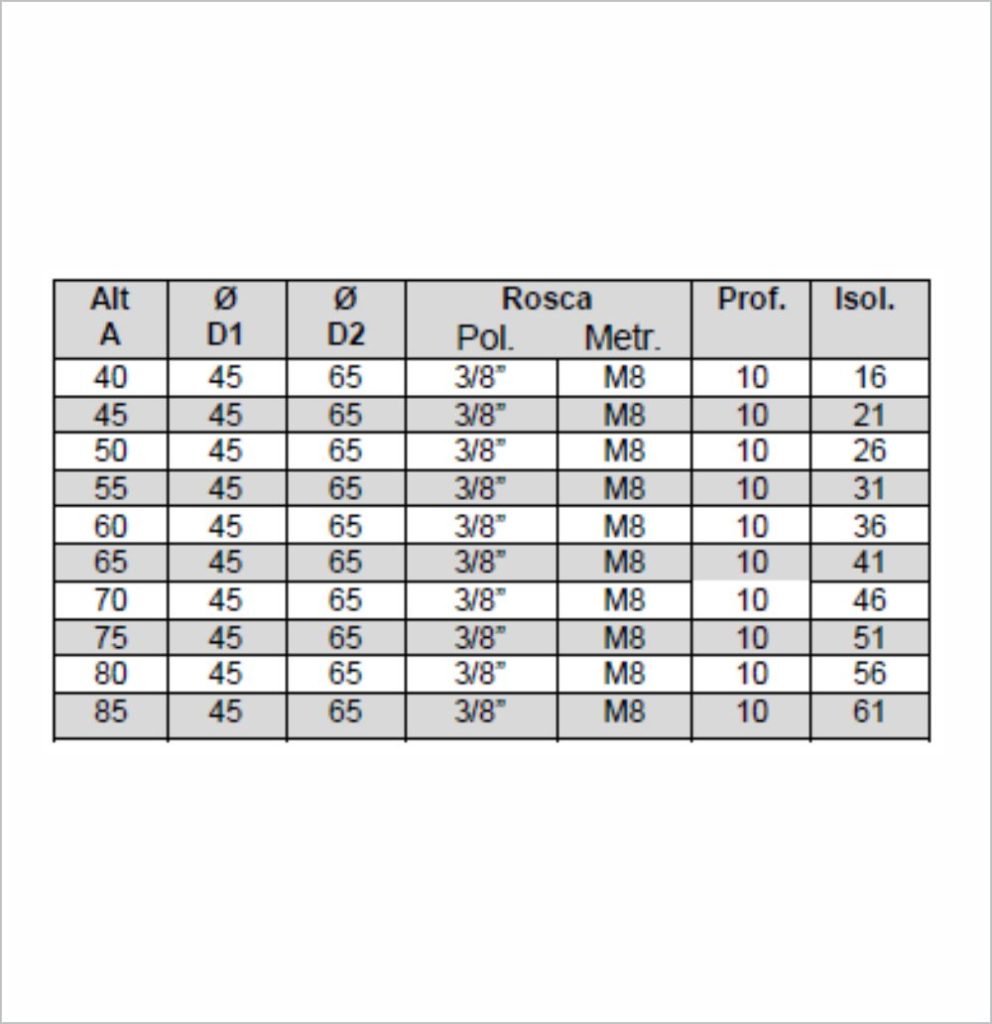 Alt Ø Ø Rosca Prof. Isol.
A D1 D2 Pol. Metr.
40 45 65 3/8” M8 10 16
45 45 65 3/8” M8 10 21
50 45 65 3/8” M8 10 26
55 45 65 3/8” M8 10 31
60 45 65 3/8” M8 10 36
65 45 65 3/8” M8 10 41
70 45 65 3/8” M8 10 46
75 45 65 3/8” M8 10 51
80 45 65 3/8” M8 10 56
85 45 65 3/8” M8 10 61